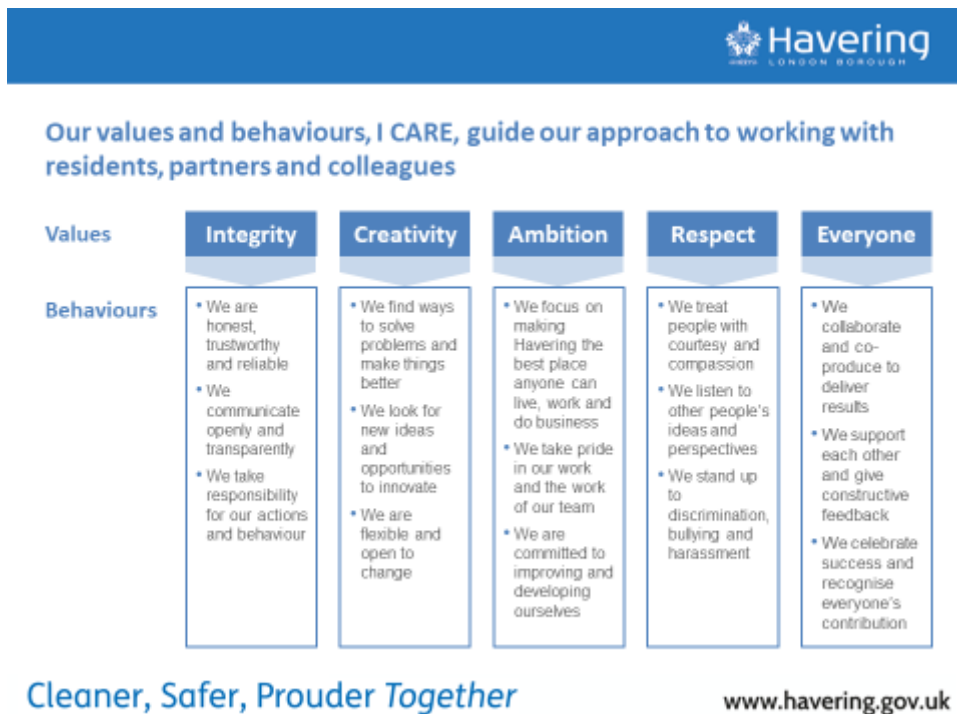 Havering
LONDON BOROUGH
Our values and behaviours, I CARE, guide our approach to working with
residents, partners and colleagues
Values
Integrity
Creativity
Ambition
Respect
Everyone
Behaviours
• We are
honest,
trustworthy
and reliable
• We
communicate
openly and
transparently
• We take
responsibility
for our actions
and behaviour
• We find ways
to solve
problems and
make things
better
• We look for
new ideas
and
opportunities
to innovate
• We are
flexible and
open to
change
• We focus on
making
Havering the
best place
anyone can
live, work and
do business
• We take pride
in our work
and the work
of our team
• We are
committed to
improving and
developing
ourselves
• We treat
people with
courtesy and
compassion
• We listen to
other people's
ideas and
perspectives
• We stand up
to
discrimination,
bullying and
harassment
• We
collaborate
and co-
produce to
deliver
results
• We support
each other
and give
constructive
feedback
• We celebrate
success and
recognise
everyone's
contribution
Cleaner, Safer, Prouder Together
www.havering.gov.uk